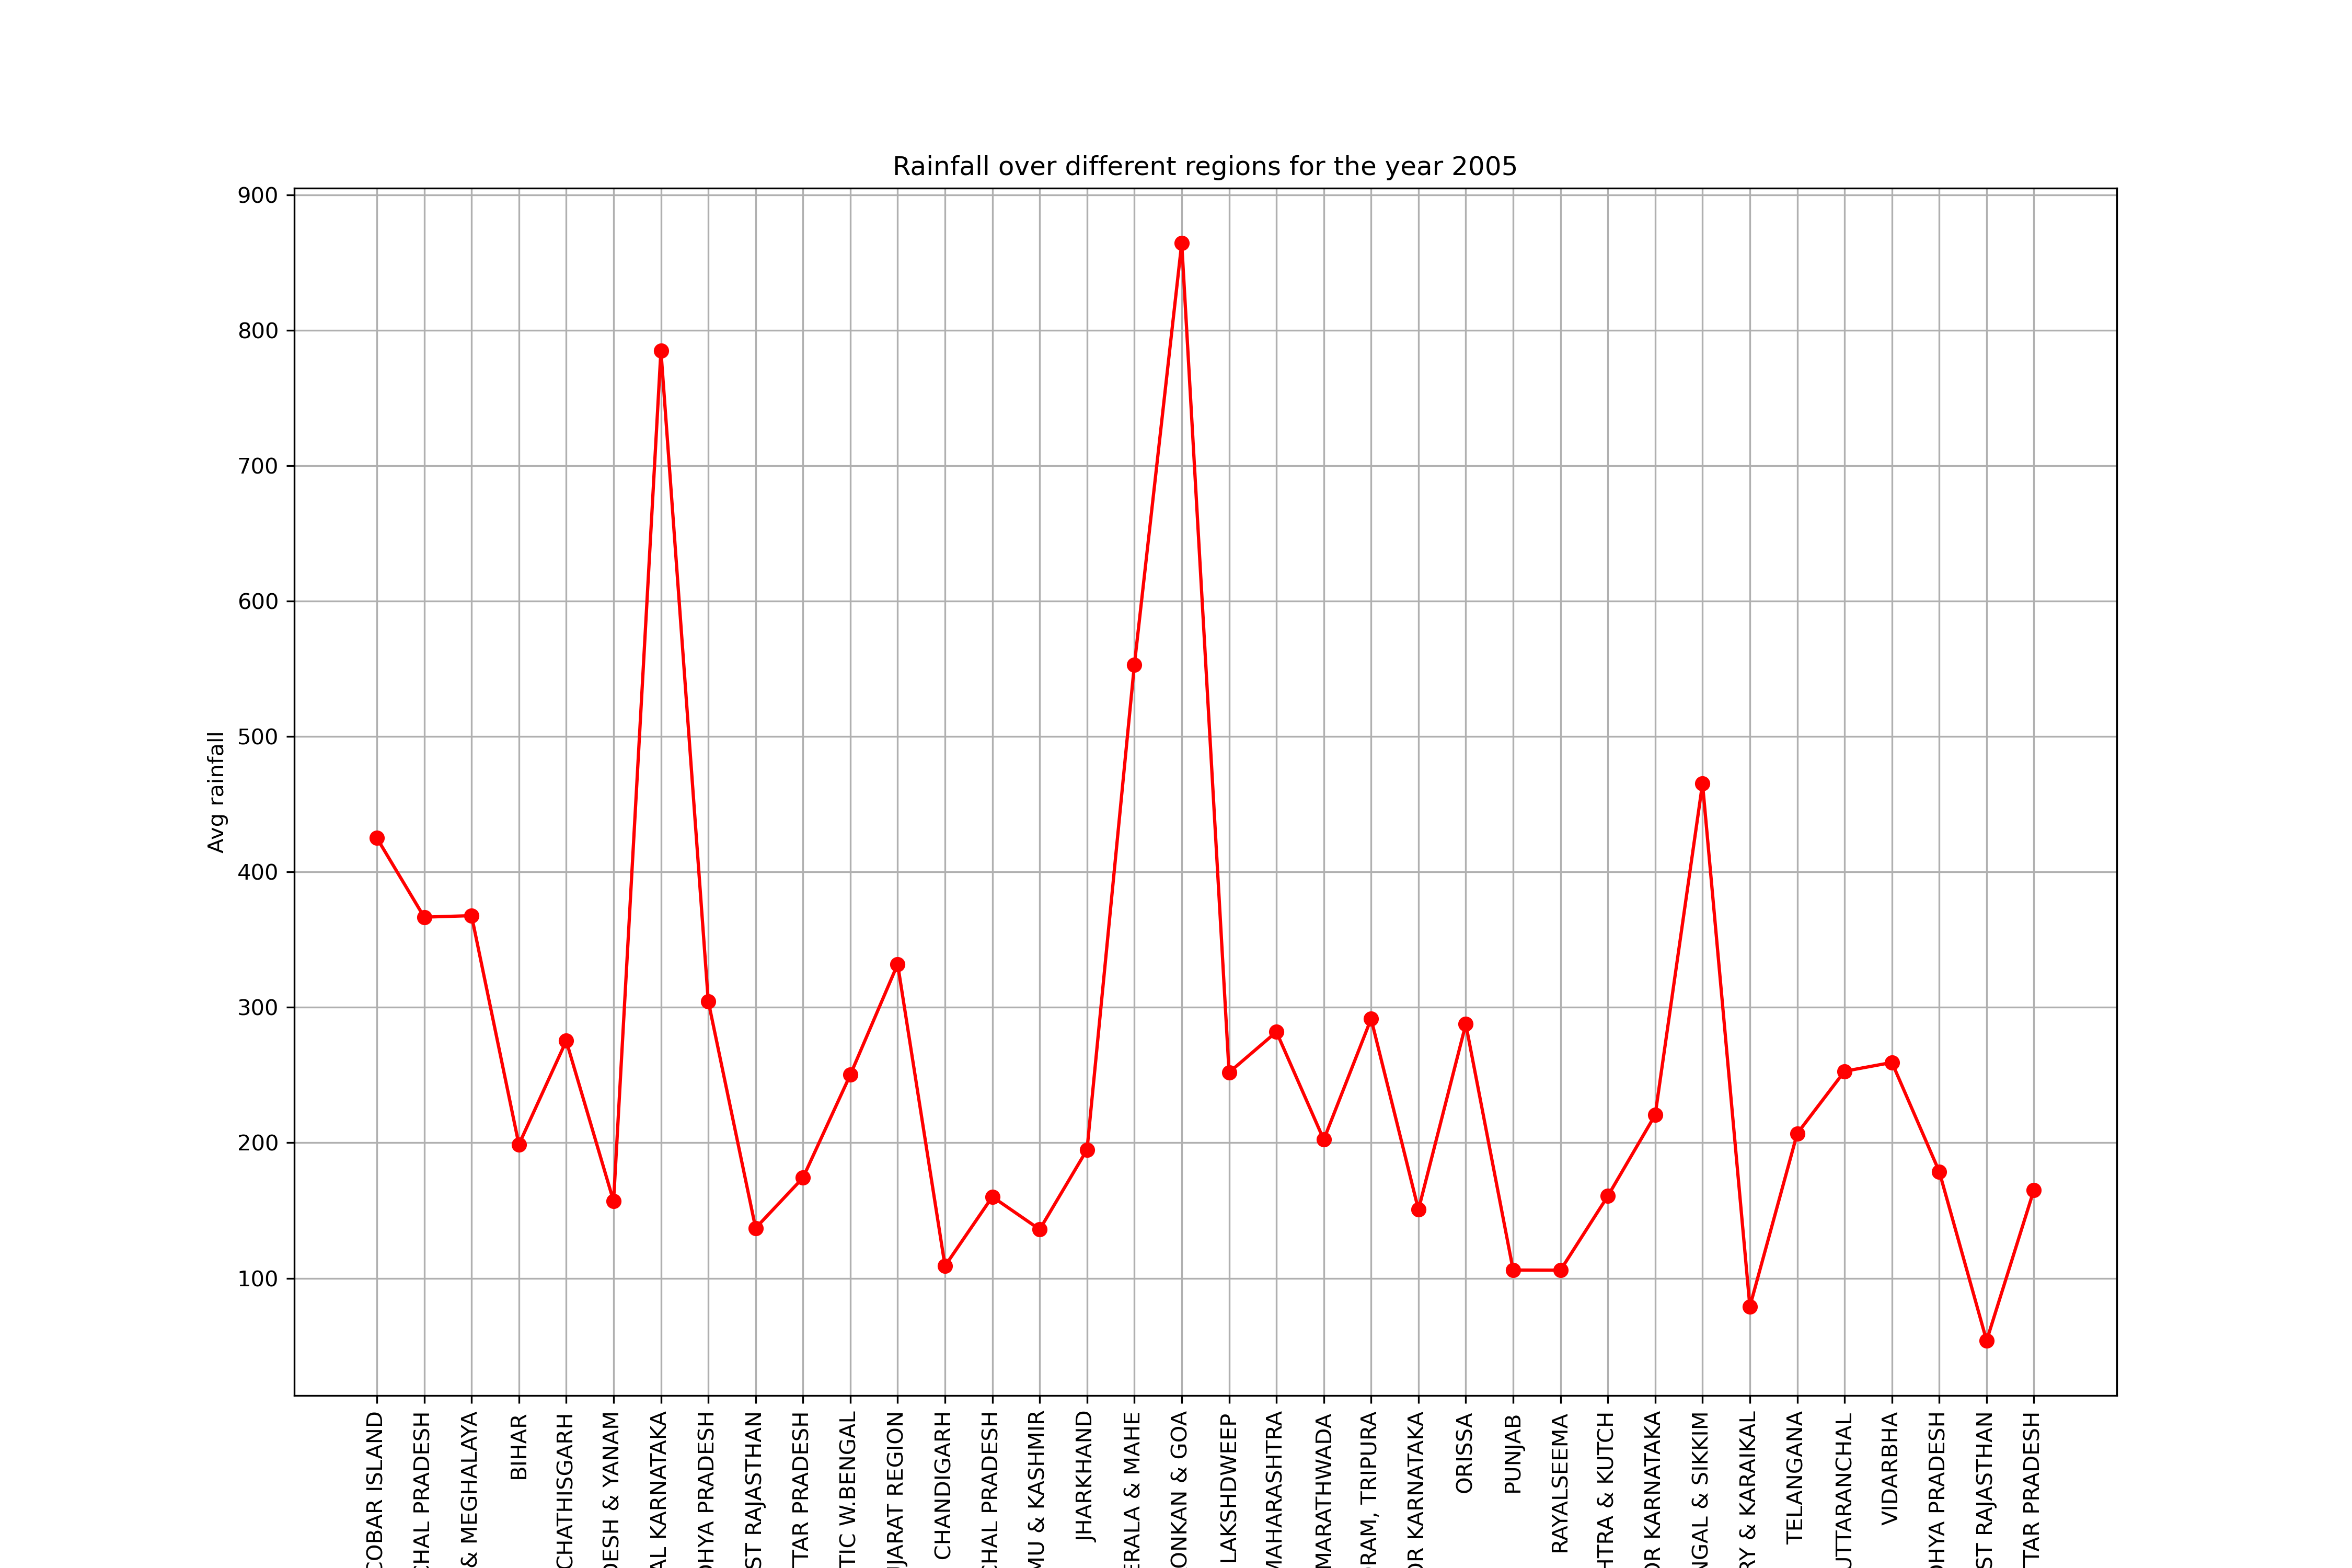 Rainfall over different regions for the year 2005
900
800
700
600
500
400
300
200
100
Avg rainfall
COBAR ISLAND
CHAL PRADESH
& MEGHALAYA
BIHAR
CHATHISGARH
DESH & YANAM
AL KARNATAKA
DHYA PRADESH
ST RAJASTHAN
TTAR PRADESH
TIC W.BENGAL
JARAT REGION
CHANDIGARH
CHAL PRADESH
MU & KASHMIR
JHARKHAND
ERALA & MAHE
ONKAN & GOA
LAKSHDWEEP
MAHARASHTRA
MARATHWADA
RAM, TRIPURA
OR KARNATAKA
ORISSA
PUNJAB
RAYALSEEMA
HTRA & KUTCH
OR KARNATAKA
NGAL & SIKKIM
RY & KARAIKAL
TELANGANA
UTTARANCHAL
VIDARBHA
DHYA PRADESH
ST RAJASTHAN
TTAR PRADESH